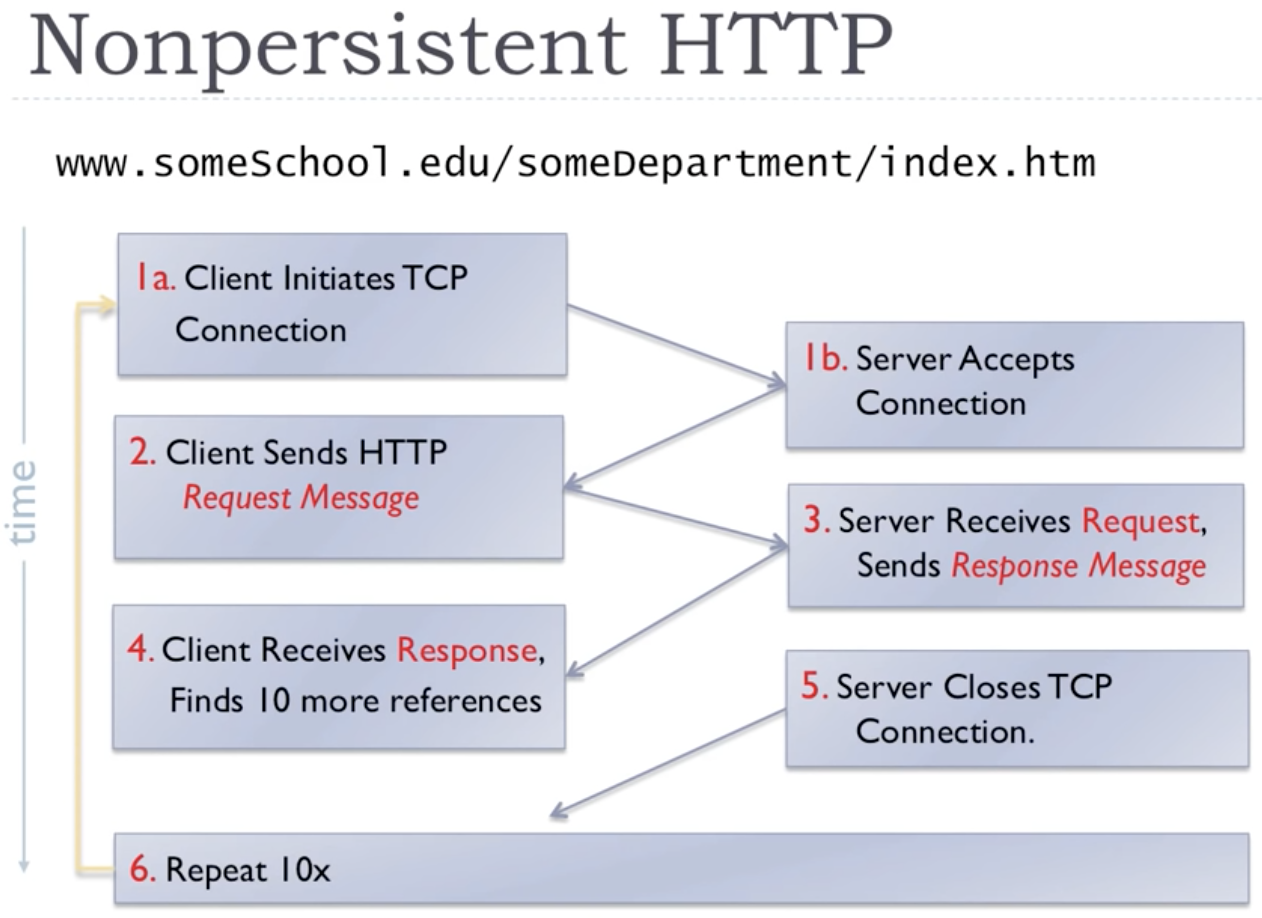 Nonpersistent HTTP
www.someSchool.edu/someDepartment/index.htm
time
1a. Client Initiates TCP
Connection
1b. Server Accepts
Connection
2. Client Sends HTTP
Request Message
3. Server Receives Request,
Sends Response Message
4. Client Receives Response,
Finds 10 more references
5. Server Closes TCP
Connection.
6. Repeat 10x